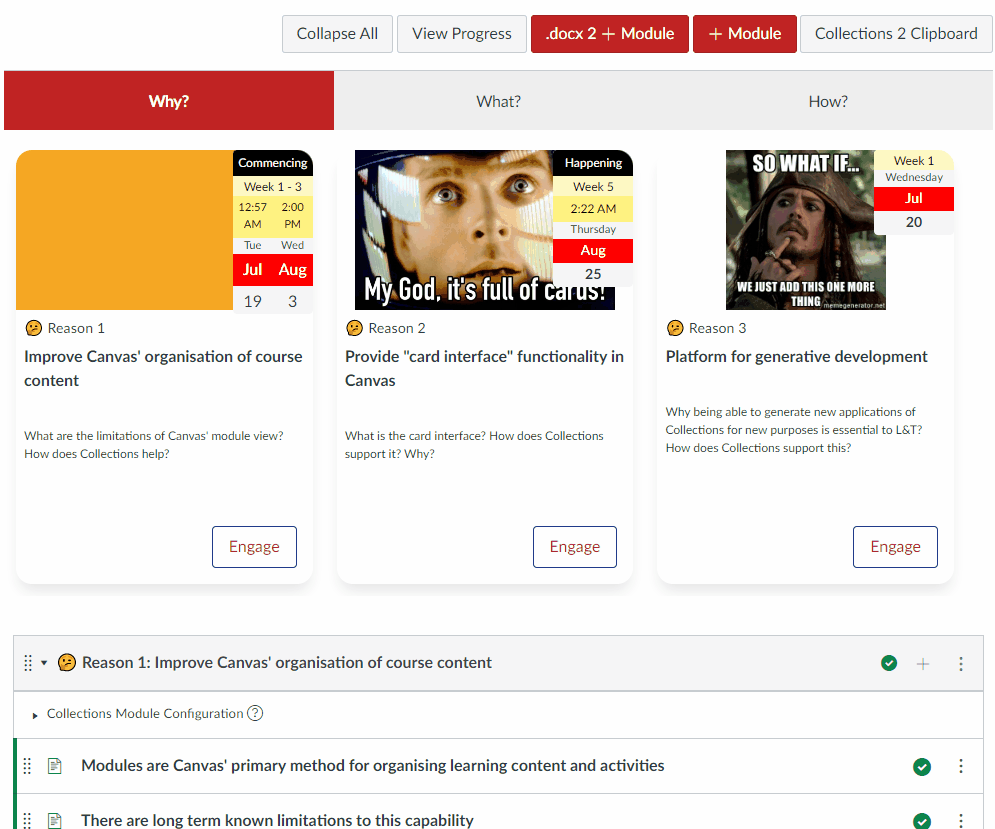 Collapse All
View Progress
.docx 2 + Module
+ Module
Collections 2 Clipboard
Why?
What?
How?
Commencing
Week 1 - 3
12:57 AM
2:00 PM
Tue
Wed
Jul
Aug
19
3
Reason 1
Improve Canvas' organisation of course
content
What are the limitations of Canvas' module view?
How does Collections help?
Engage
Happening
Week 5
2:22 AM
Thursday
Aug
25
My God, it's full of cards!
Reason 2
Provide "card interface" functionality in
Canvas
What is the card interface? How does Collections
support it? Why?
Engage
SO WHAT IF...
WE JUST ADD THIS ONE MORE
THING
memegenerator.net
Week 1
Wednesday
Jul
20
Reason 3
Platform for generative development
Why being able to generate new applications of
Collections for new purposes is essential to L&T?
How does Collections support this?
Engage
Reason 1: Improve Canvas' organisation of course content
Collections Module Configuration ?
Modules are Canvas' primary method for organising learning content and activities
There are long term known limitations to this capability